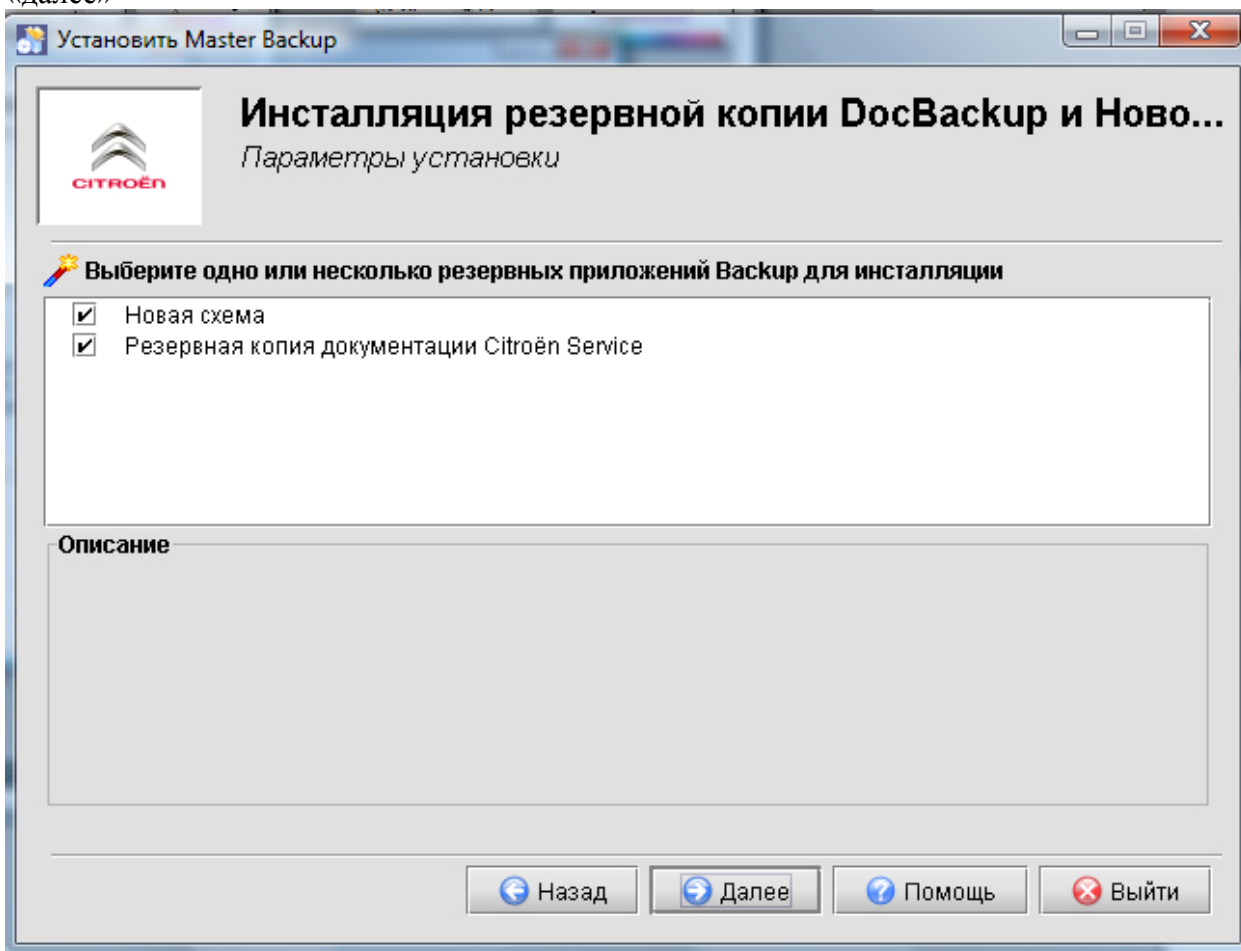 «далее»
Установить Master Backup
Инсталляция резервной копии DocBackup и Ново...
Параметры установки
CITROËN
Выберите одно или несколько резервных приложений Backup для инсталляции
Новая схема
Резервная копия документации Citroën Service
Описание
Назад
Далее
Помощь
Выйти